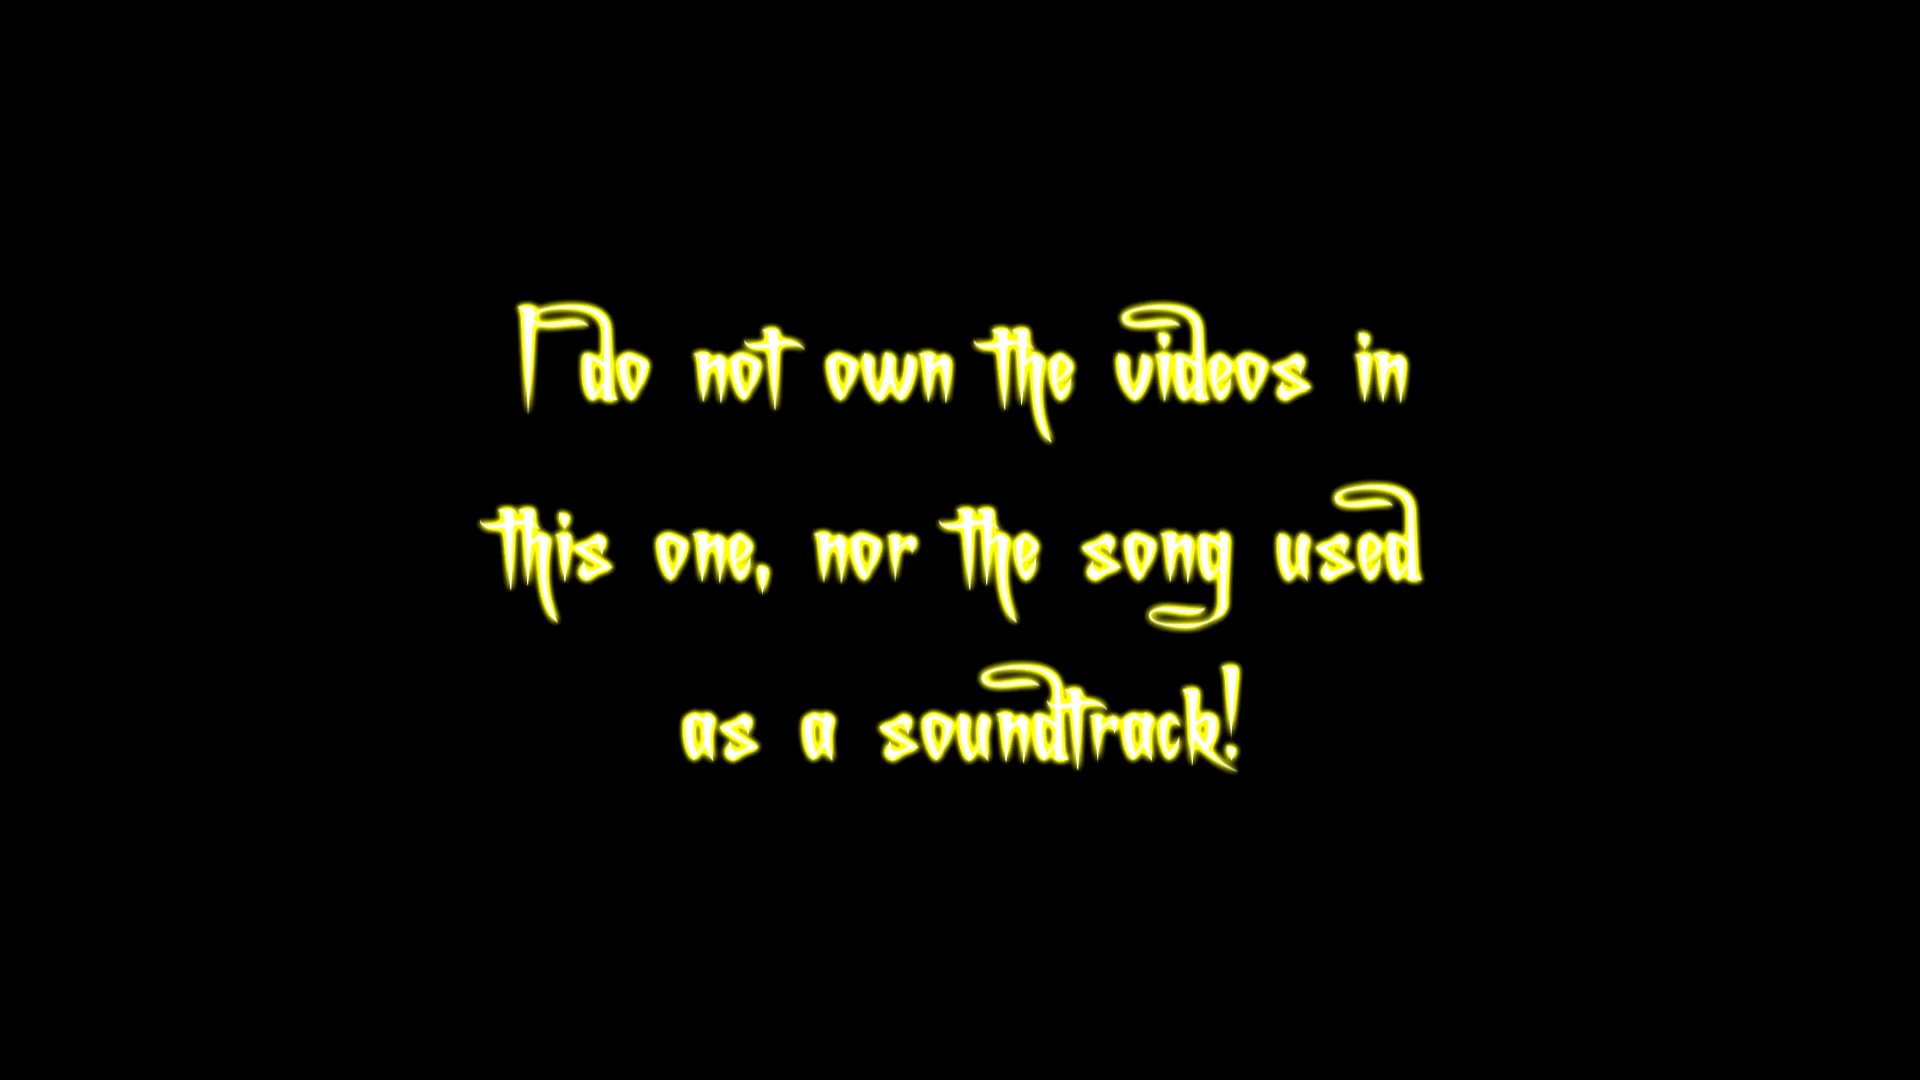 I do not own the videos in
this one, nor the song used
as a soundtrack!